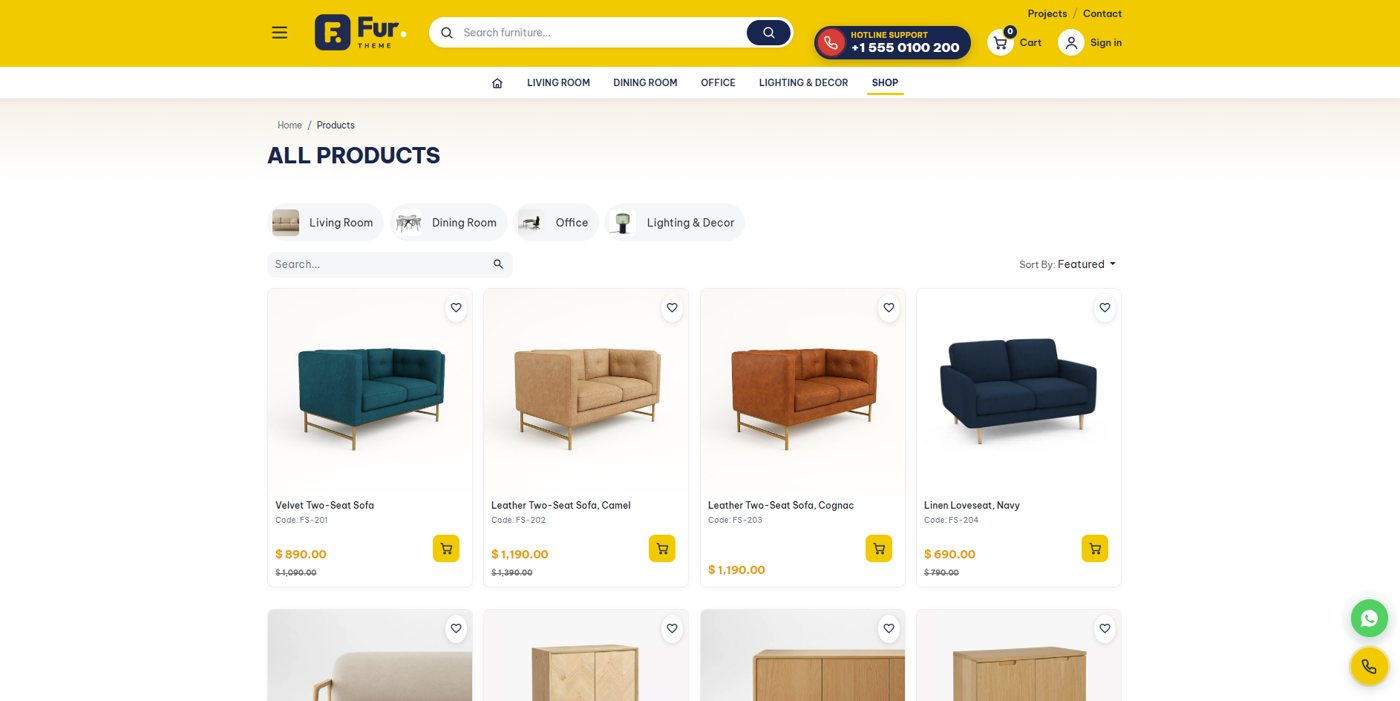 Projects / Contact
Fur.
THEME
Search furniture...
HOTLINE SUPPORT
+1 555 0100 200
0
Cart
Sign in
LIVING ROOM
DINING ROOM
OFFICE
LIGHTING & DECOR
SHOP
Home / Products
ALL PRODUCTS
Living Room
Dining Room
Office
Lighting & Decor
Search...
Sort By: Featured
Velvet Two-Seat Sofa
Code: FS-201
$ 890.00
$ 1,090.00
Leather Two-Seat Sofa, Camel
Code: FS-202
$ 1,190.00
$ 1,390.00
Leather Two-Seat Sofa, Cognac
Code: FS-203
$ 1,190.00
Linen Loveseat, Navy
Code: FS-204
$ 690.00
$ 790.00